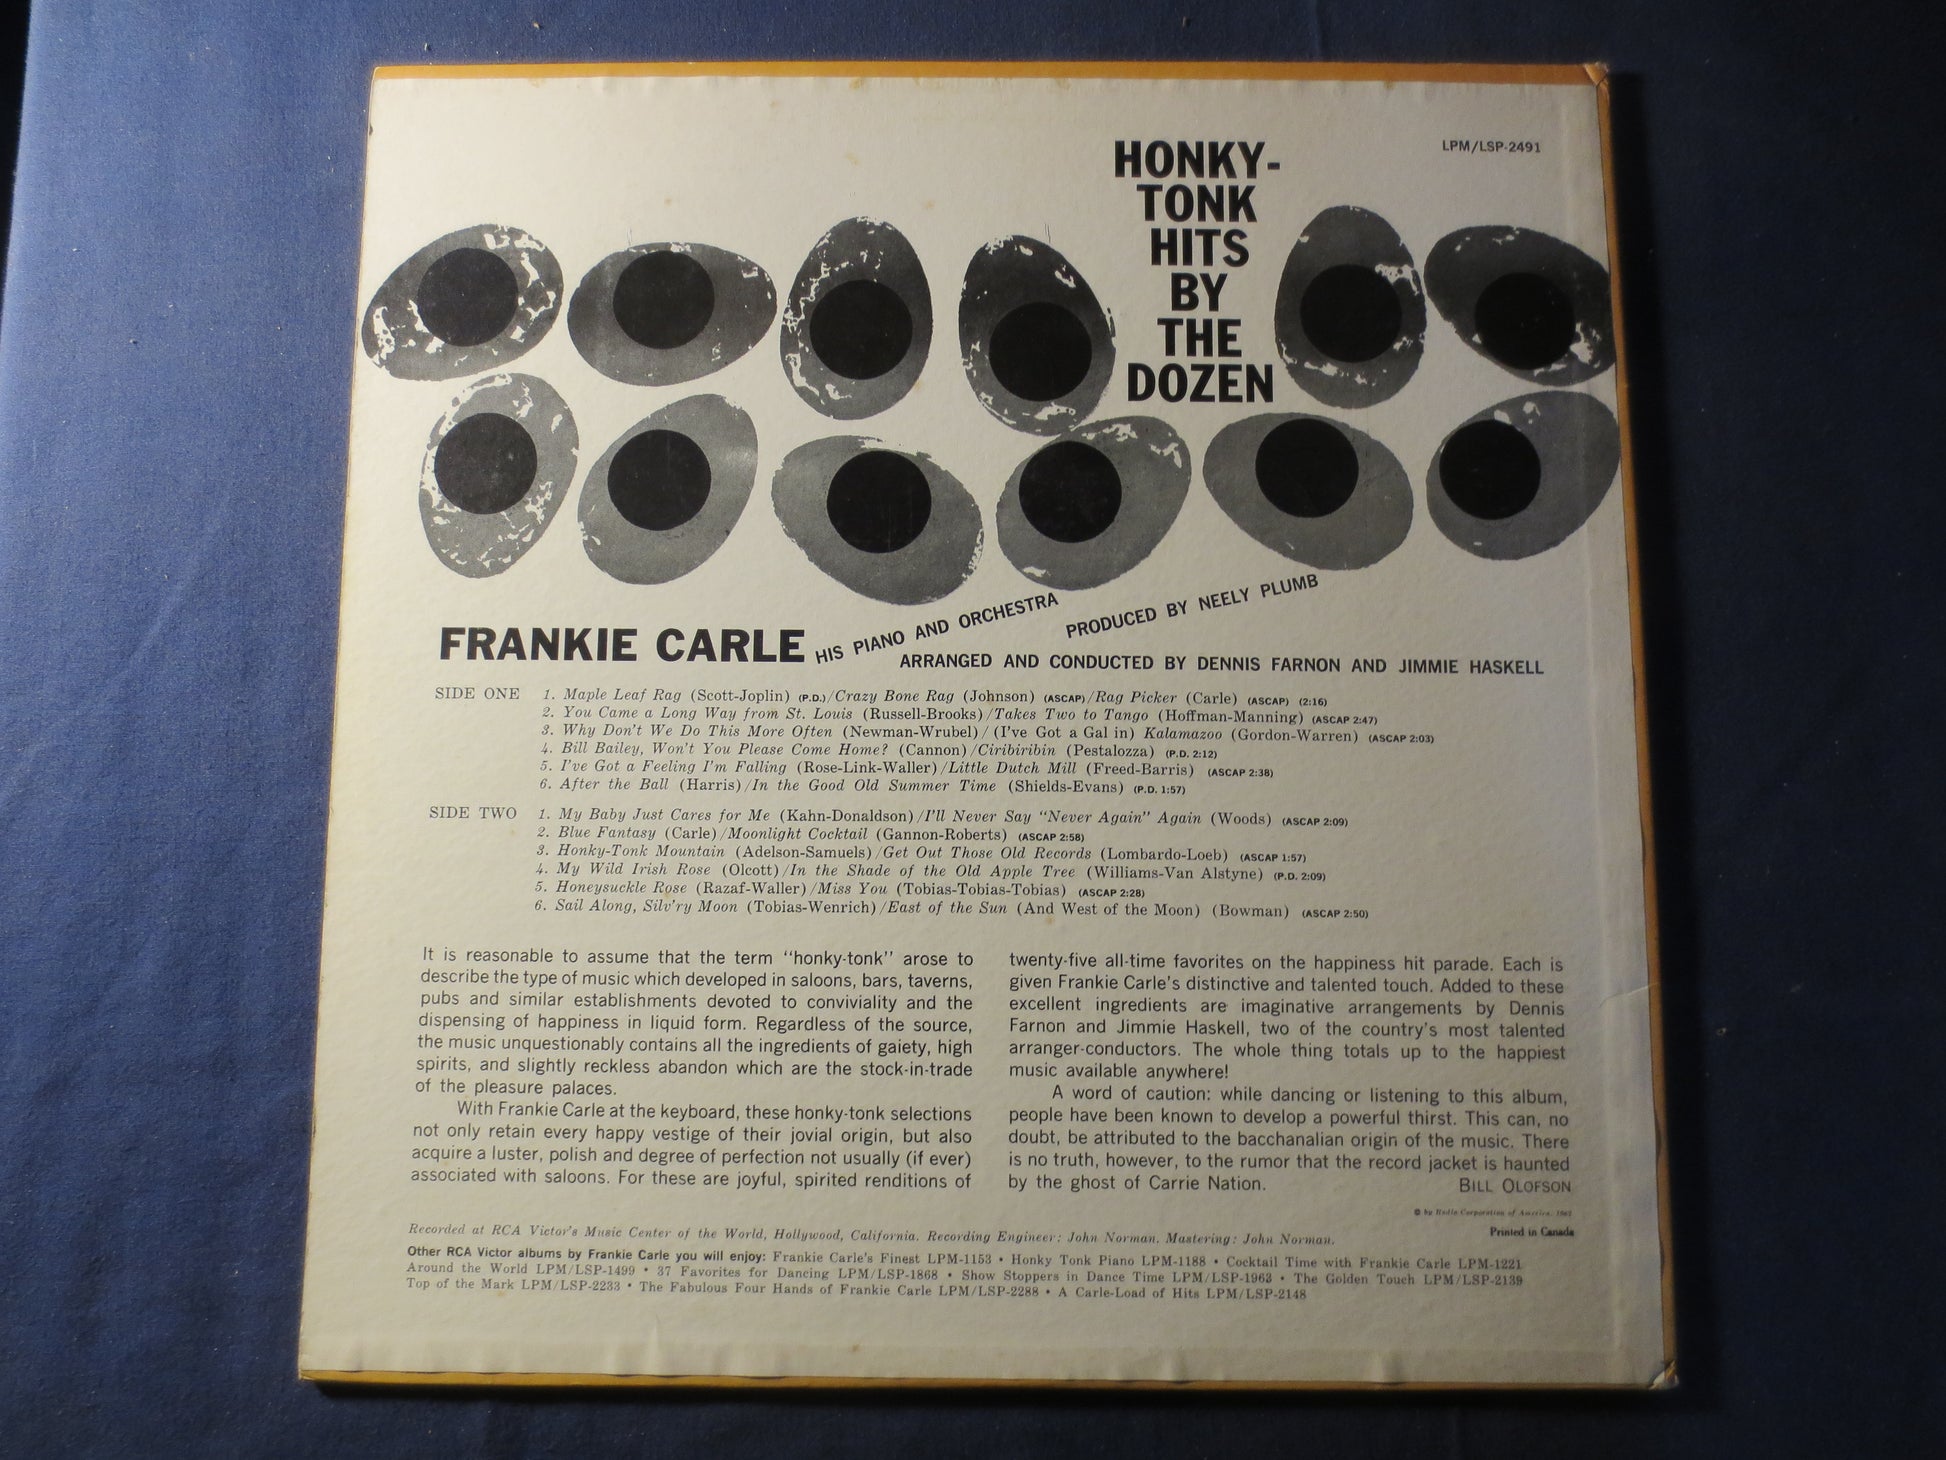 LPM/LSP-2491
HONKY-
TONK
HITS
BY
THE
DOZEN
FRANKIE CARLE HIS PIANO AND ORCHESTRA
PRODUCED BY NEELY PLUMB
ARRANGED AND CONDUCTED BY DENNIS FARNON AND JIMMIE HASKELL
SIDE ONE 1. Maple Leaf Rag (Scott-Joplin) (P.D.)/Crazy Bone Rag (Johnson) (ASCAP)/Rag Picker (Carle) (ASCAP) (2:16)
2. You Came a Long Way from St. Louis (Russell-Brooks)/Takes Two to Tango (Hoffman-Manning) (ASCAP 2:47)
3. Why Don't We Do This More Often (Newman-Wrubel)/(I've Got a Gal in) Kalamazoo (Gordon-Warren) (ASCAP 2:03)
4. Bill Bailey, Won't You Please Come Home? (Cannon)/Ciribiribin (Pestalozza) (P.D. 2:12)
5. I've Got a Feeling I'm Falling (Rose-Link-Waller)/Little Dutch Mill (Freed-Barris) (ASCAP 2:38)
6. After the Ball (Harris)/In the Good Old Summer Time (Shields-Evans) (P.D. 1:57)
SIDE TWO 1. My Baby Just Cares for Me (Kahn-Donaldson)/I'll Never Say "Never Again" Again (Woods) (ASCAP 2:09)
2. Blue Fantasy (Carle)/Moonlight Cocktail (Gannon-Roberts) (ASCAP 2:58)
3. Honky-Tonk Mountain (Adelson-Samuels)/Get Out Those Old Records (Lombardo-Loeb) (ASCAP 1:57)
4. My Wild Irish Rose (Olcott)/In the Shade of the Old Apple Tree (Williams-Van Alstyne) (P.D. 2:09)
5. Honeysuckle Rose (Razaf-Waller)/Miss You (Tobias-Tobias-Tobias) (ASCAP 2:28)
6. Sail Along, Silv'ry Moon (Tobias-Wenrich)/East of the Sun (And West of the Moon) (Bowman) (ASCAP 2:50)
It is reasonable to assume that the term "honky-tonk" arose to
describe the type of music which developed in saloons, bars, taverns,
pubs and similar establishments devoted to conviviality and the
dispensing of happiness in liquid form. Regardless of the source,
the music unquestionably contains all the ingredients of gaiety, high
spirits, and slightly reckless abandon which are the stock-in-trade
of the pleasure palaces.
With Frankie Carle at the keyboard, these honky-tonk selections
not only retain every happy vestige of their jovial origin, but also
acquire a luster, polish and degree of perfection not usually (if ever)
associated with saloons. For these are joyful, spirited renditions of
twenty-five all-time favorites on the happiness hit parade. Each is
given Frankie Carle's distinctive and talented touch. Added to these
excellent ingredients are imaginative arrangements by Dennis
Farnon and Jimmie Haskell, two of the country's most talented
arranger-conductors. The whole thing totals up to the happiest
music available anywhere!
A word of caution: while dancing or listening to this album,
people have been known to develop a powerful thirst. This can, no
doubt, be attributed to the bacchanalian origin of the music. There
is no truth, however, to the rumor that the record jacket is haunted
by the ghost of Carrie Nation. BILL OLOFSON
© by Radio Corporation of America, 1962
Recorded at RCA Victor's Music Center of the World, Hollywood, California. Recording Engineer: John Norman. Mastering: John Norman. Printed in Canada
Other RCA Victor albums by Frankie Carle you will enjoy: Frankie Carle's Finest LPM-1153 • Honky Tonk Piano LPM-1188 • Cocktail Time with Frankie Carle LPM-1221
Around the World LPM/LSP-1499 • 37 Favorites for Dancing LPM/LSP-1868 • Show Stoppers in Dance Time LPM/LSP-1963 • The Golden Touch LPM/LSP-2139
Top of the Mark LPM/LSP-2233 • The Fabulous Four Hands of Frankie Carle LPM/LSP-2288 • A Carle-Load of Hits LPM/LSP-2148